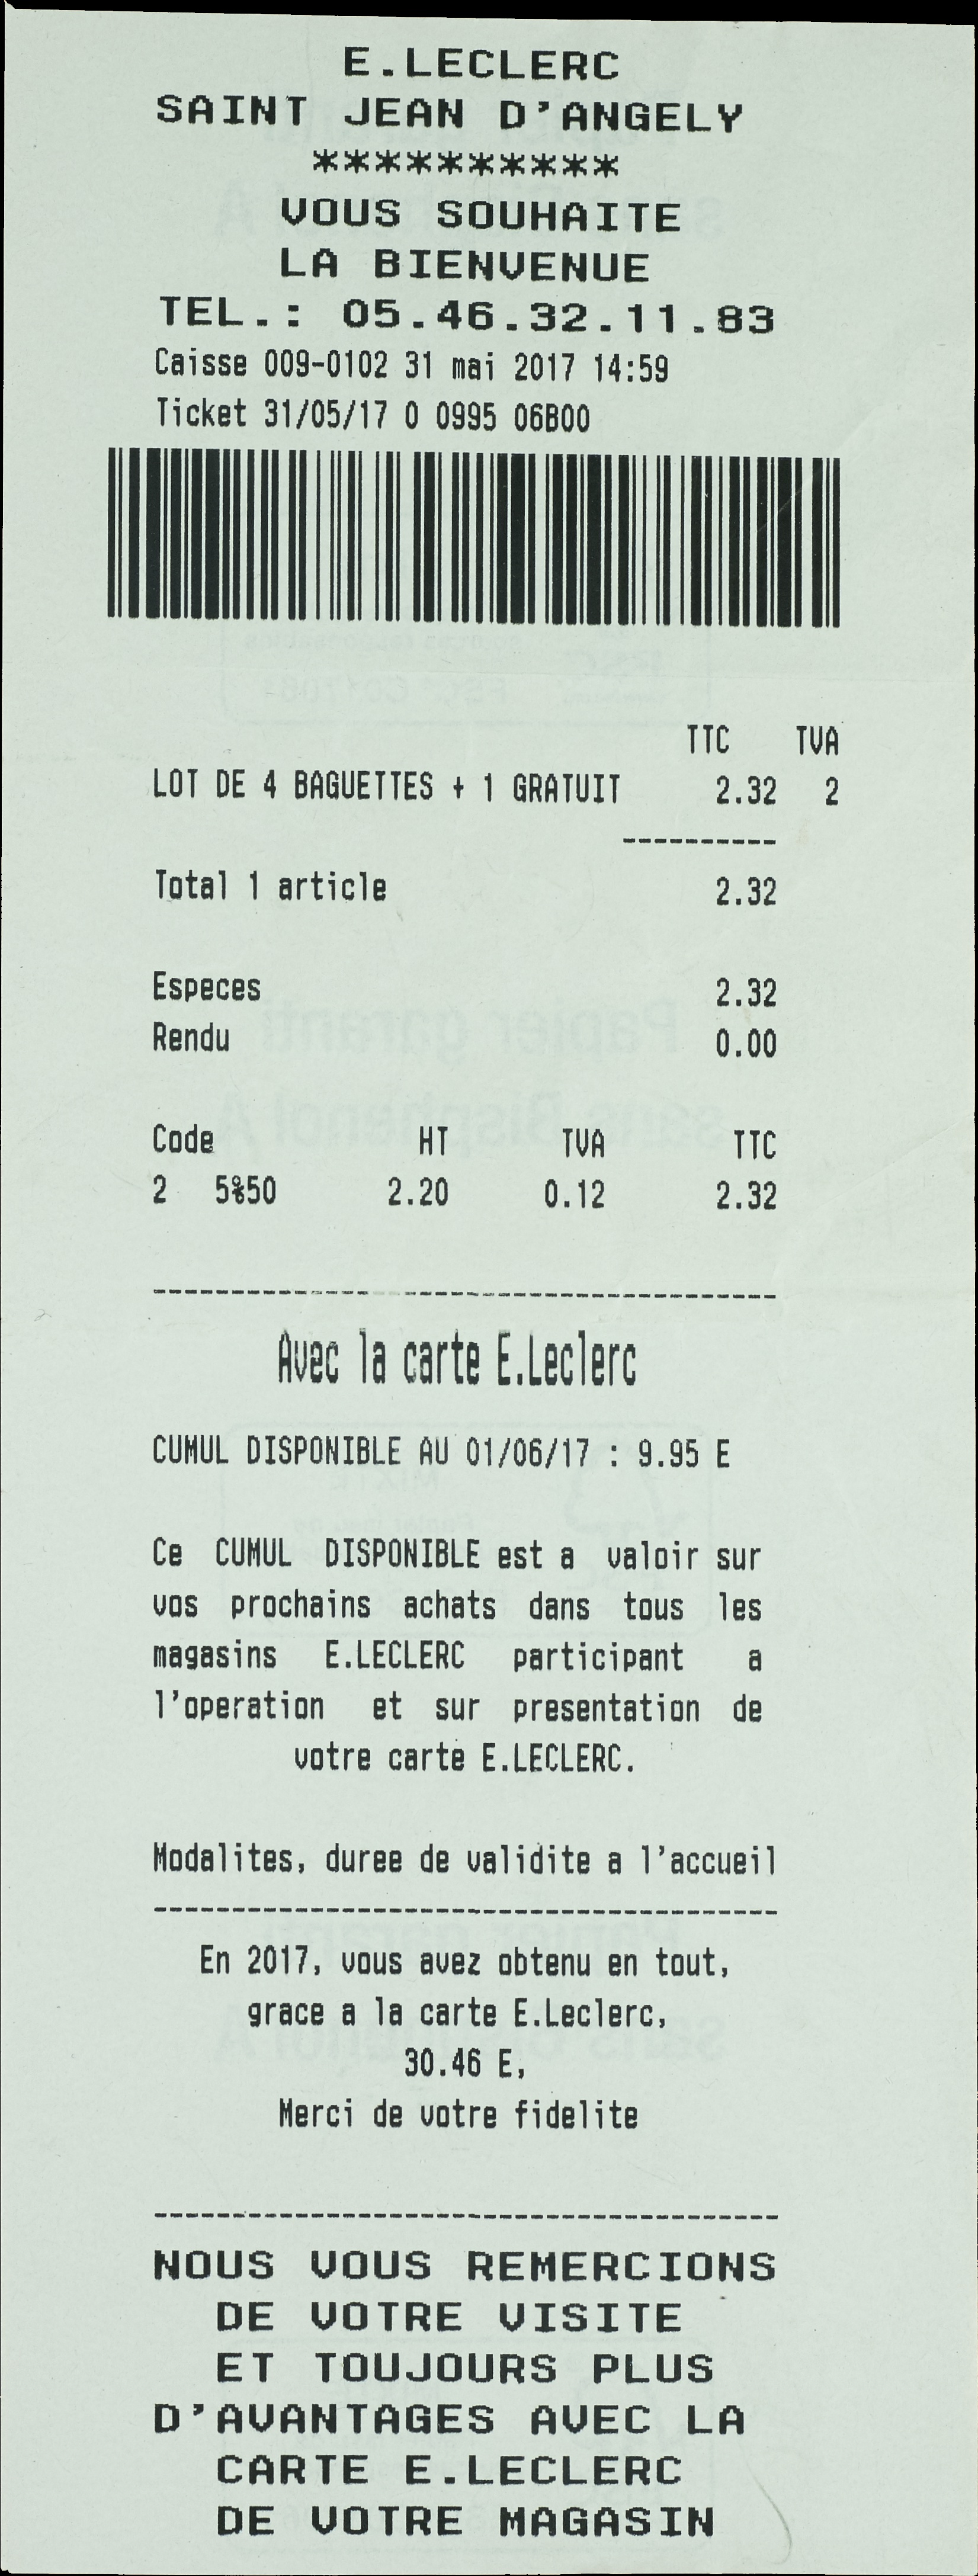 E.LECLERC
SAINT JEAN D'ANGELY
**********
VOUS SOUHAITE
LA BIENVENUE
TEL.: 05.46.32.11.83
Caisse 009-0102 31 mai 2017 14:59
Ticket 31/05/17 0 0995 06B00
TTC TVA
LOT DE 4 BAGUETTES + 1 GRATUIT 2.32 2
----------
Total 1 article 2.32
Especes 2.32
Rendu 0.00
Code HT TVA TTC
2 5%50 2.20 0.12 2.32
----------------------------------------
Avec la carte E.Leclerc
CUMUL DISPONIBLE AU 01/06/17 : 9.95 E
Ce CUMUL DISPONIBLE est a valoir sur
vos prochains achats dans tous les
magasins E.LECLERC participant a
l'operation et sur presentation de
votre carte E.LECLERC.
Modalites, duree de validite a l'accueil
----------------------------------------
En 2017, vous avez obtenu en tout,
grace a la carte E.Leclerc,
30.46 E,
Merci de votre fidelite
----------------------------------------
NOUS VOUS REMERCIONS
DE VOTRE VISITE
ET TOUJOURS PLUS
D'AVANTAGES AVEC LA
CARTE E.LECLERC
DE VOTRE MAGASIN